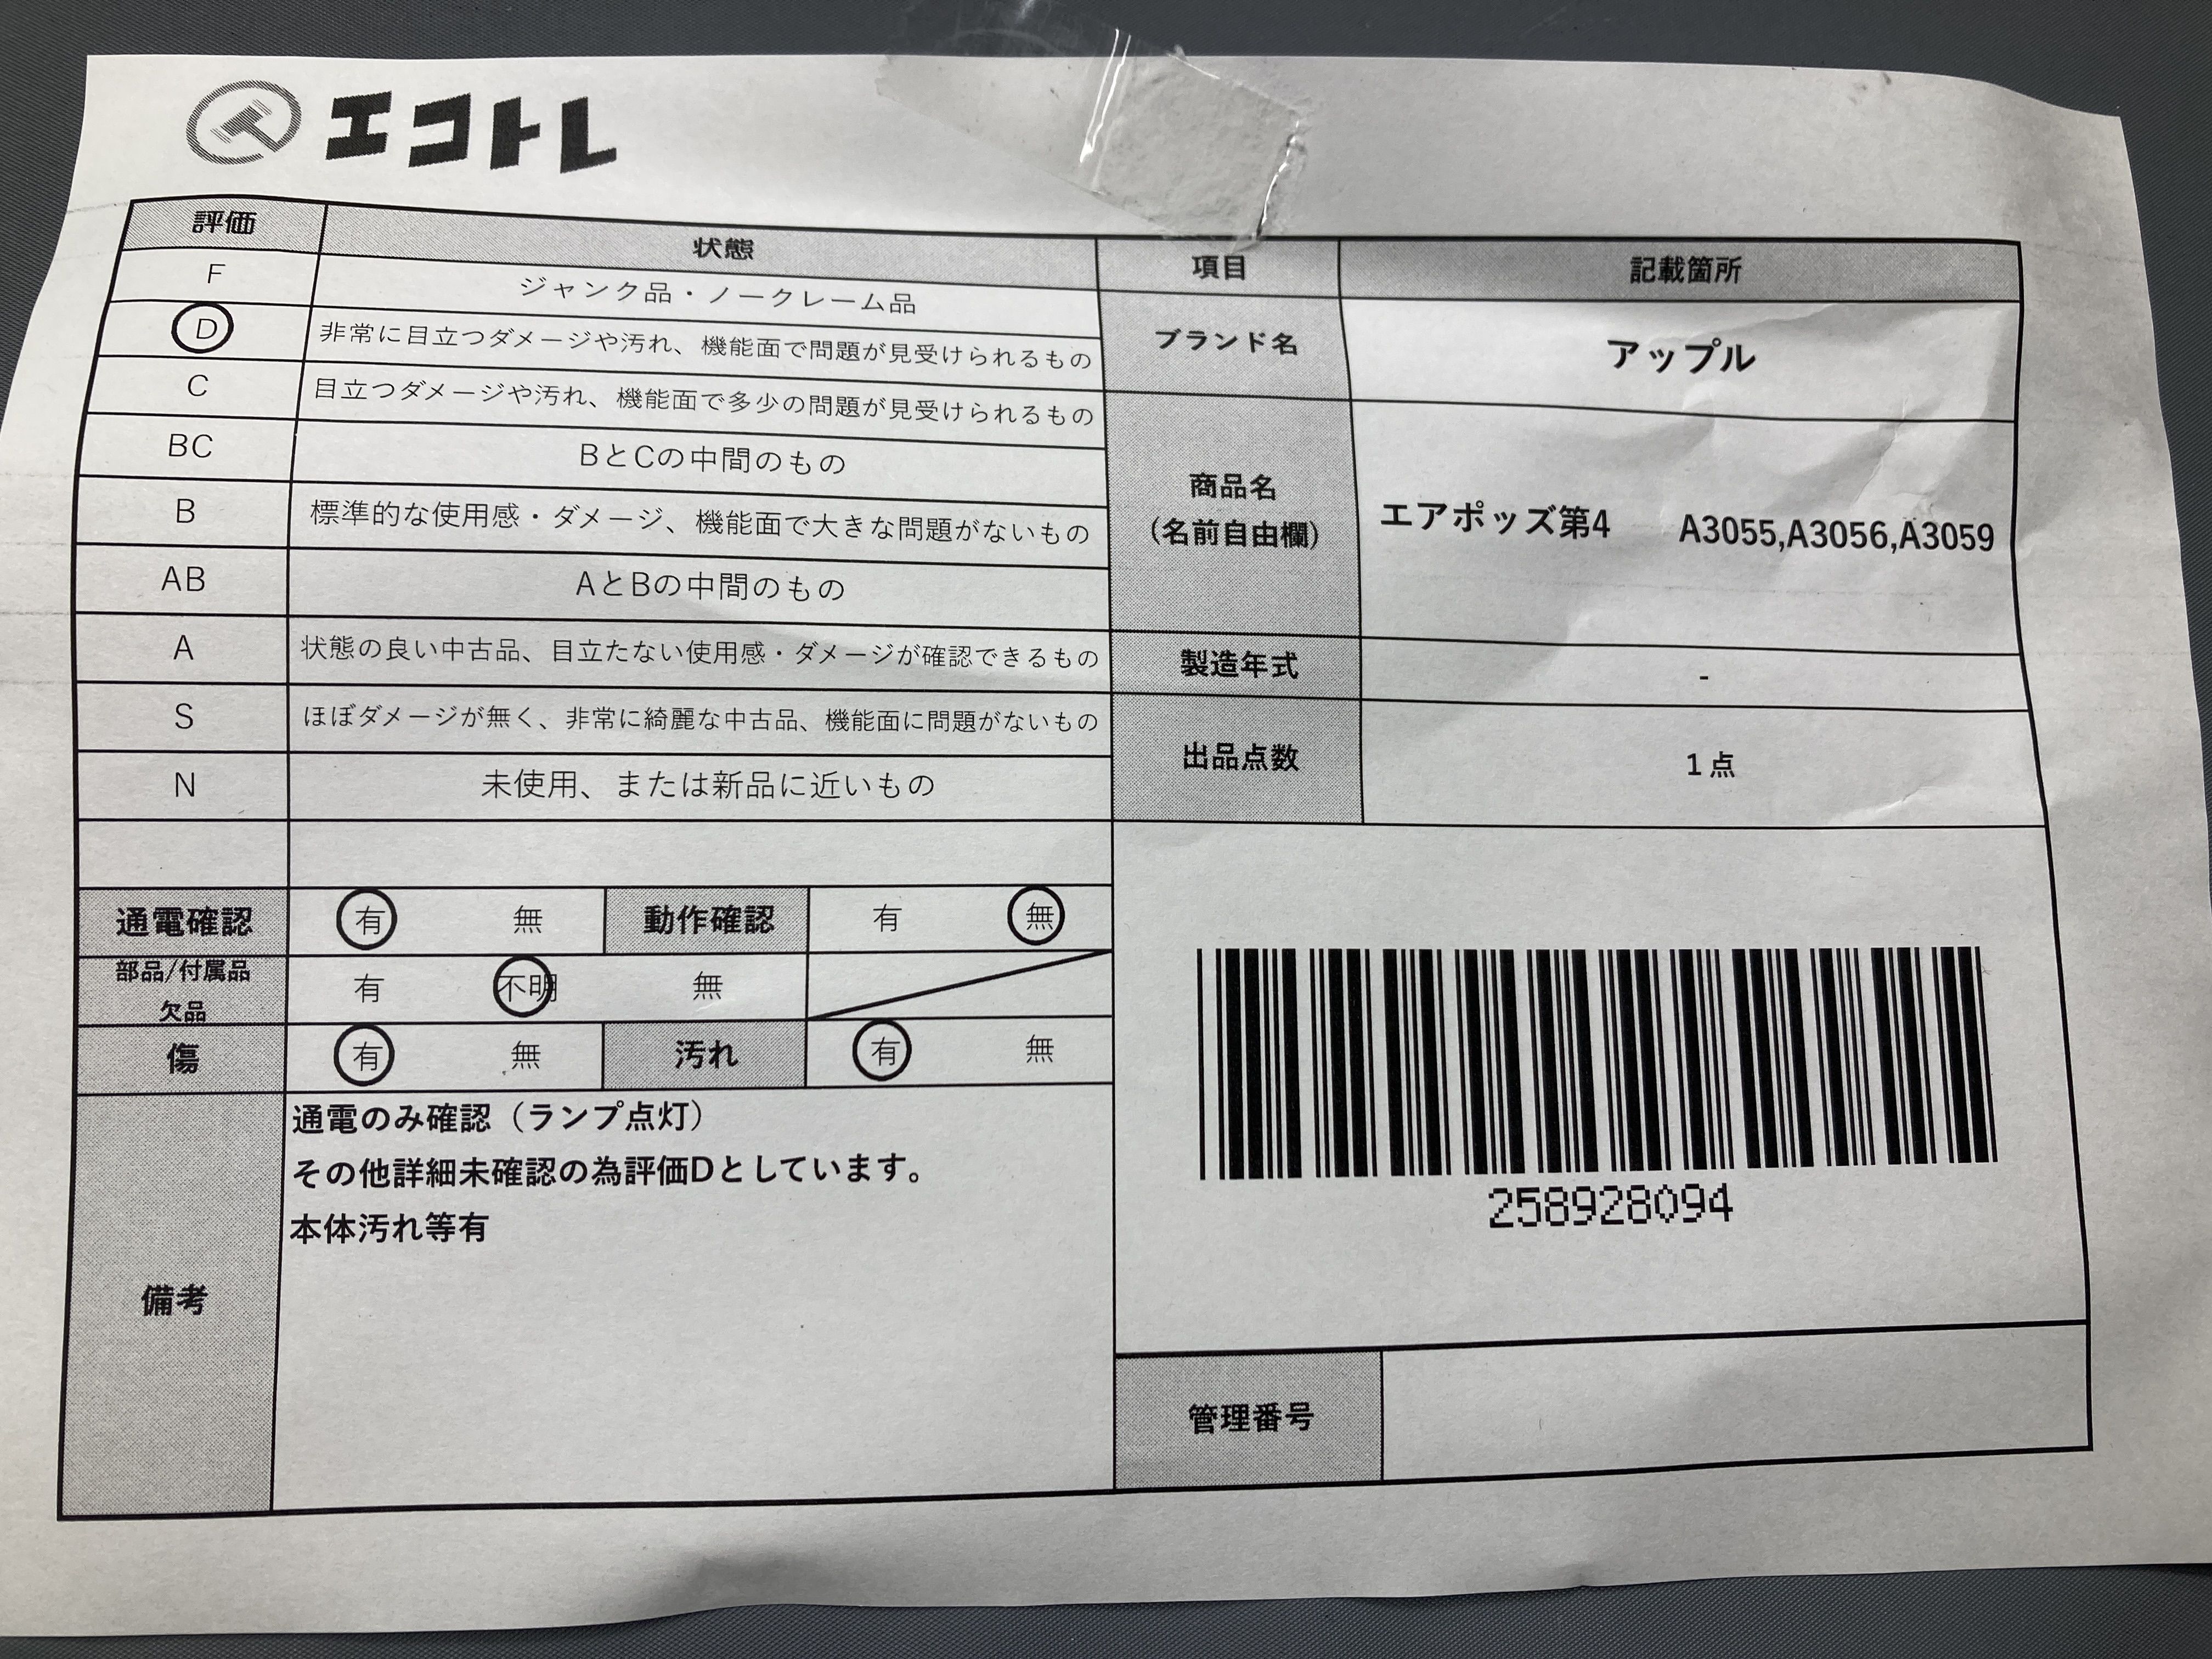 エコトレ
評価 状態
F ジャンク品・ノークレーム品
D 非常に目立つダメージや汚れ、機能面で問題が見受けられるもの
C 目立つダメージや汚れ、機能面で多少の問題が見受けられるもの
BC BとCの中間のもの
B 標準的な使用感・ダメージ、機能面で大きな問題がないもの
AB AとBの中間のもの
A 状態の良い中古品、目立たない使用感・ダメージが確認できるもの
S ほぼダメージが無く、非常に綺麗な中古品、機能面に問題がないもの
N 未使用、または新品に近いもの
通電確認 有 無 動作確認 有 無
部品/付属品
欠品 有 不明 無
傷 有 無 汚れ 有 無
備考
通電のみ確認（ランプ点灯）
その他詳細未確認の為評価Dとしています。
本体汚れ等有
項目 記載箇所
ブランド名 アップル
商品名
（名前自由欄）
エアポッズ第4 A3055,A3056,A3059
製造年式 -
出品点数 1点
258928094
管理番号